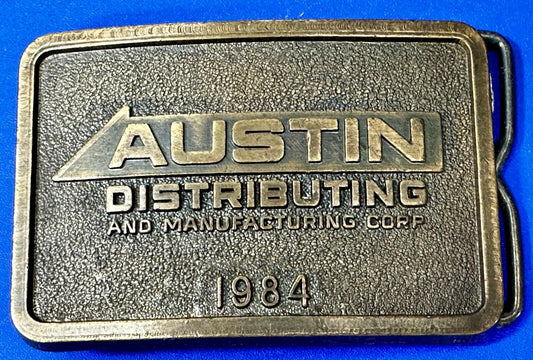 AUSTIN
DISTRIBUTING
AND MANUFACTURING CORP.
1984